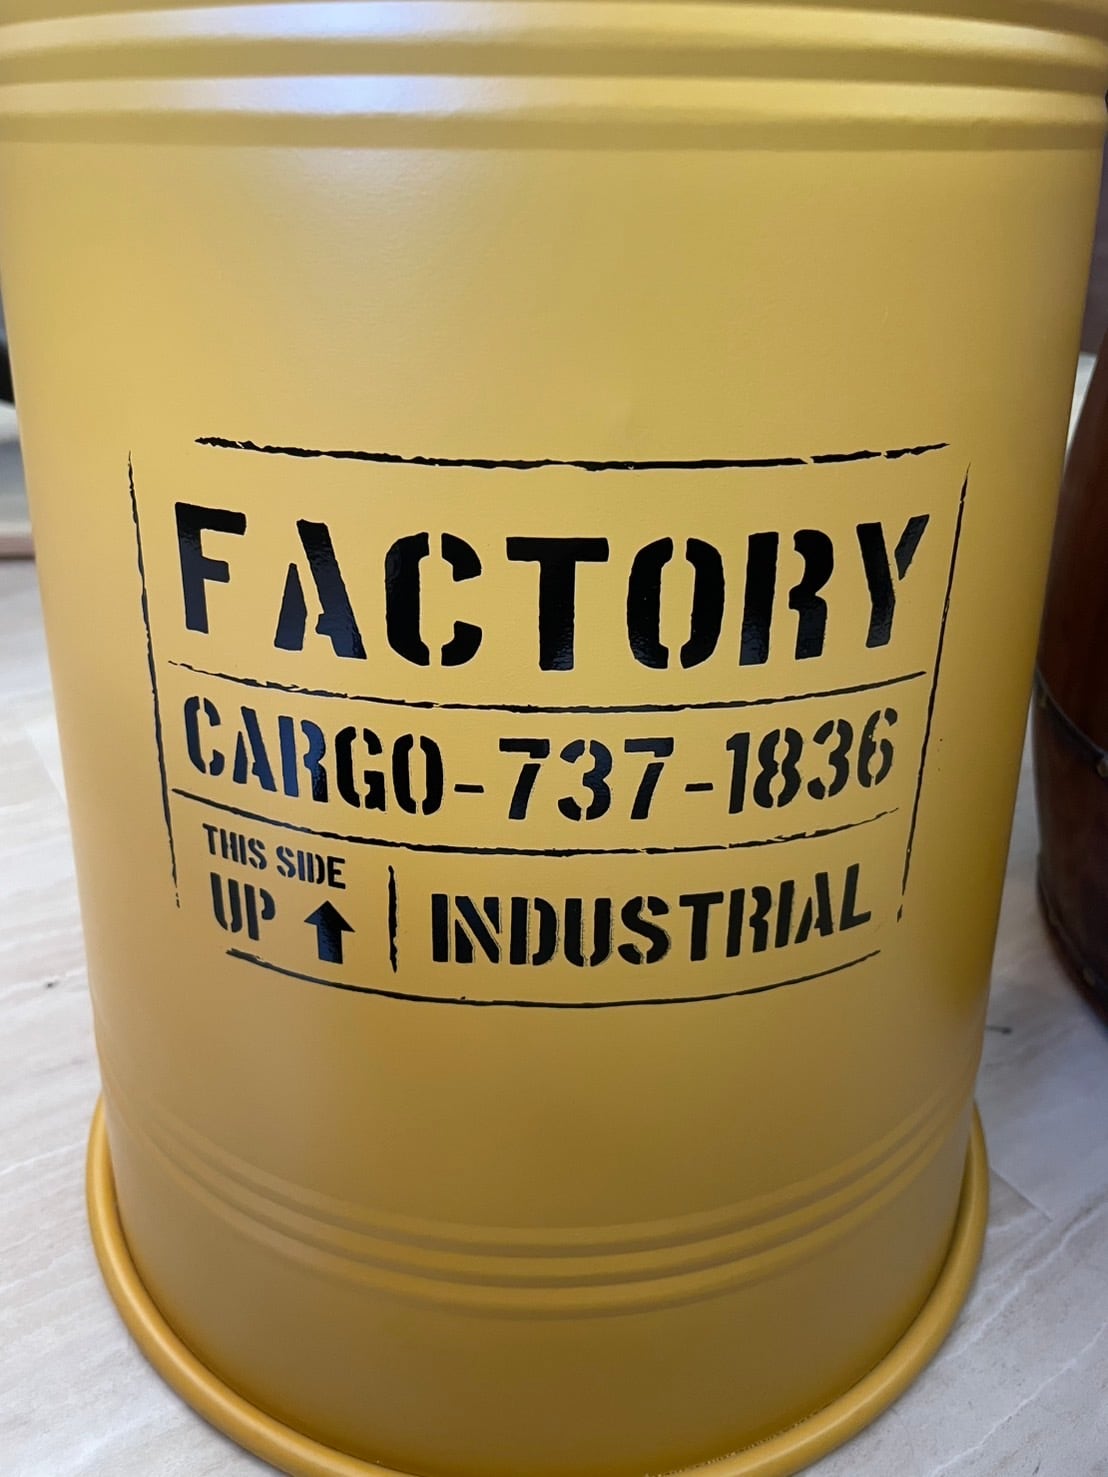 FACTORY
CARGO-737-1836
THIS SIDE
UP
INDUSTRIAL